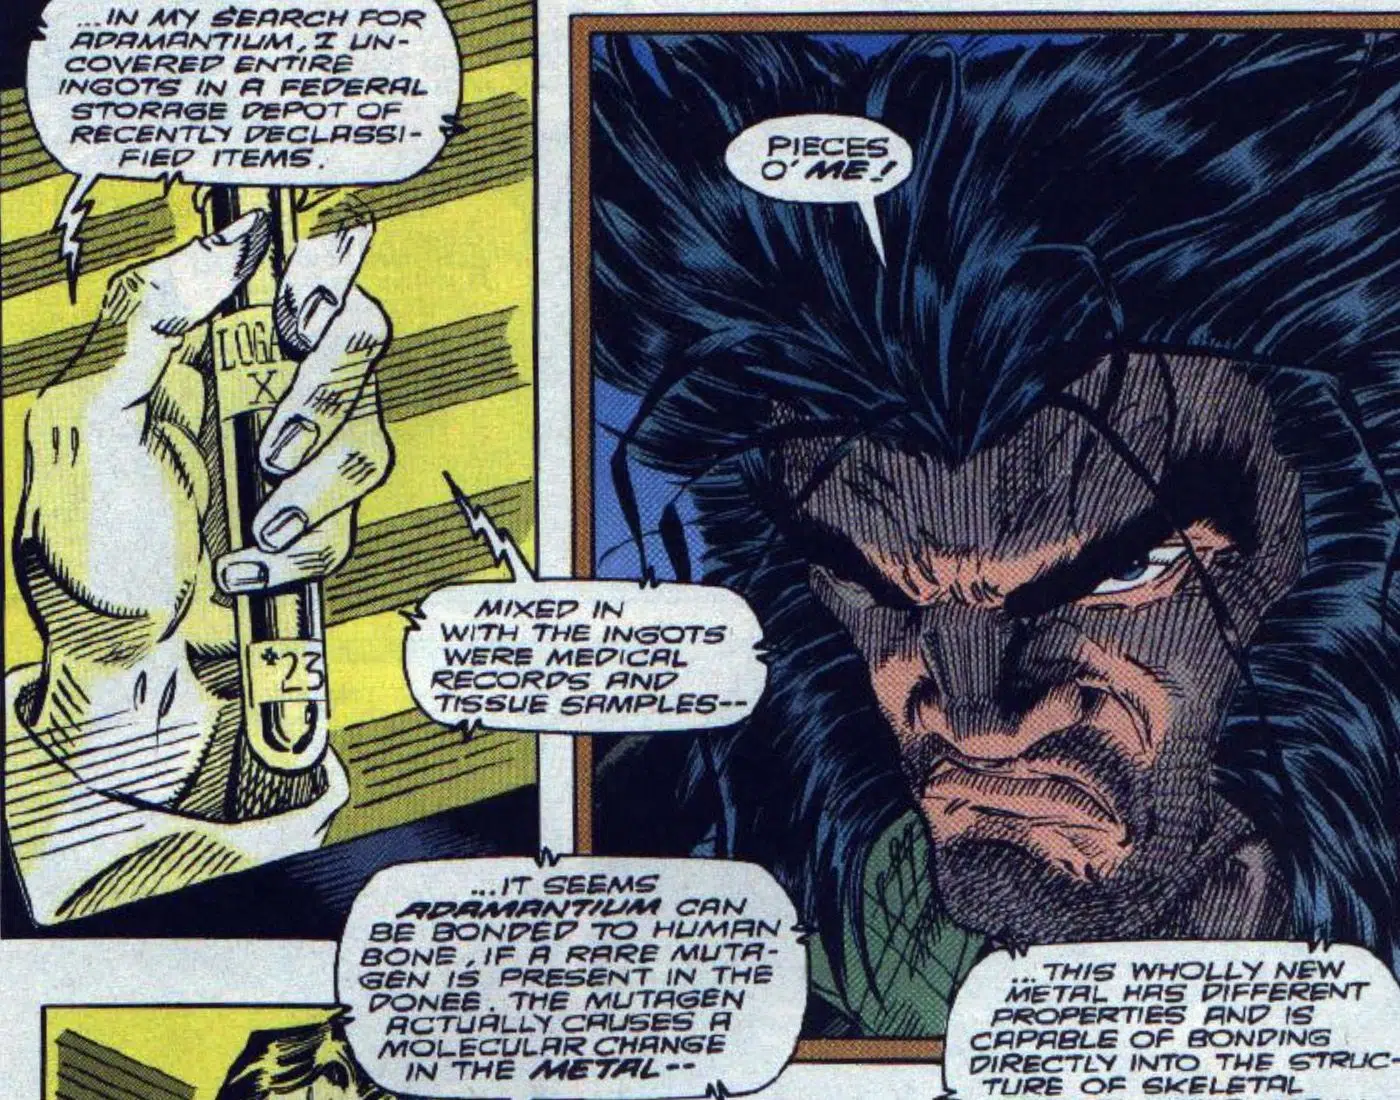 ...IN MY SEARCH FOR
ADAMANTIUM, I UN-
COVERED ENTIRE
INGOTS IN A FEDERAL
STORAGE DEPOT OF
RECENTLY DECLASSI-
FIED ITEMS.
LOGA
X
#23
MIXED IN
WITH THE INGOTS
WERE MEDICAL
RECORDS AND
TISSUE SAMPLES--
PIECES
O' ME!
...IT SEEMS
ADAMANTIUM CAN
BE BONDED TO HUMAN
BONE, IF A RARE MUTA-
GEN IS PRESENT IN THE
DONEE. THE MUTAGEN
ACTUALLY CAUSES A
MOLECULAR CHANGE
IN THE METAL--
...THIS WHOLLY NEW
METAL HAS DIFFERENT
PROPERTIES AND IS
CAPABLE OF BONDING
DIRECTLY INTO THE STRUC-
TURE OF SKELETAL